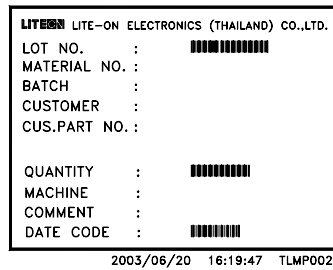 LITEON LITE-ON ELECTRONICS (THAILAND) CO.,LTD.
LOT NO. :
MATERIAL NO. :
BATCH :
CUSTOMER :
CUS.PART NO. :
QUANTITY :
MACHINE :
COMMENT :
DATE CODE :
2003/06/20 16:19:47 TLMP002